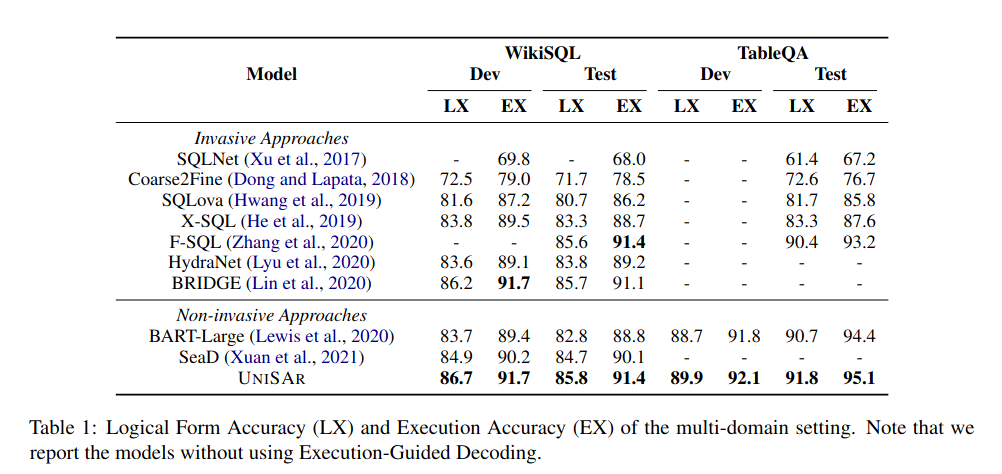 WikiSQL TableQA
Model Dev Test Dev Test
LX EX LX EX LX EX LX EX
Invasive Approaches
SQLNet (Xu et al., 2017) - 69.8 - 68.0 - - 61.4 67.2
Coarse2Fine (Dong and Lapata, 2018) 72.5 79.0 71.7 78.5 - - 72.6 76.7
SQLova (Hwang et al., 2019) 81.6 87.2 80.7 86.2 - - 81.7 85.8
X-SQL (He et al., 2019) 83.8 89.5 83.3 88.7 - - 83.3 87.6
F-SQL (Zhang et al., 2020) - - 85.6 91.4 - - 90.4 93.2
HydraNet (Lyu et al., 2020) 83.6 89.1 83.8 89.2 - - - -
BRIDGE (Lin et al., 2020) 86.2 91.7 85.7 91.1 - - - -
Non-invasive Approaches
BART-Large (Lewis et al., 2020) 83.7 89.4 82.8 88.8 88.7 91.8 90.7 94.4
SeaD (Xuan et al., 2021) 84.9 90.2 84.7 90.1 - - - -
UNISAR 86.7 91.7 85.8 91.4 89.9 92.1 91.8 95.1
Table 1: Logical Form Accuracy (LX) and Execution Accuracy (EX) of the multi-domain setting. Note that we
report the models without using Execution-Guided Decoding.